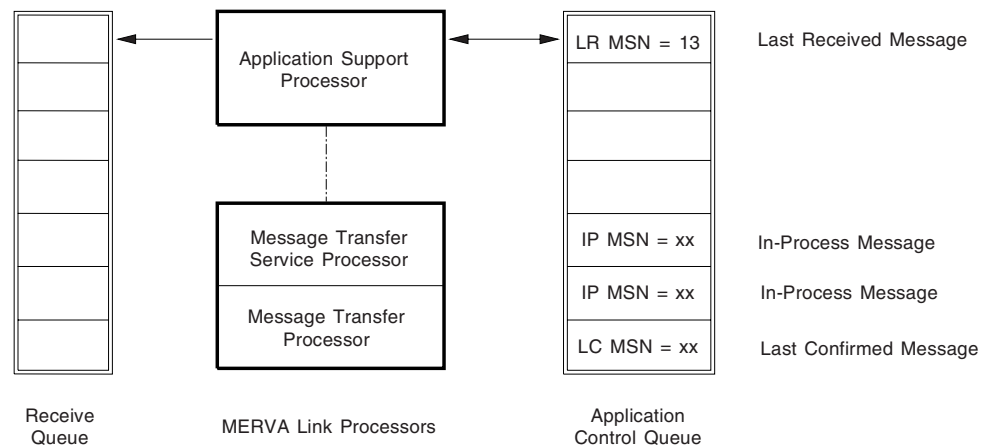 LR MSN = 13
Last Received Message
Application Support
Processor
Message Transfer
Service Processor
IP MSN = xx
In-Process Message
IP MSN = xx
In-Process Message
Message Transfer
Processor
LC MSN = xx
Last Confirmed Message
Receive
Queue
MERVA Link Processors
Application
Control Queue